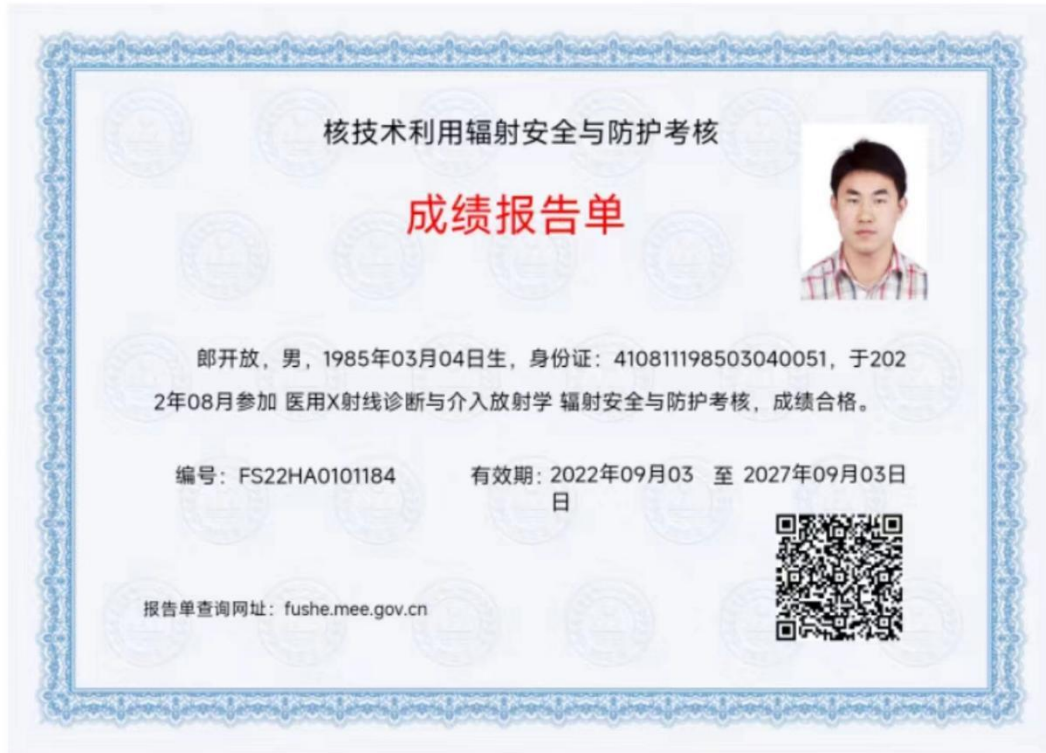 核技术利用辐射安全与防护考核
成绩报告单
郎开放，男，1985年03月04日生，身份证：410811198503040051，于202
2年08月参加 医用X射线诊断与介入放射学 辐射安全与防护考核，成绩合格。
编号：FS22HA0101184 有效期：2022年09月03 至 2027年09月03日
日
报告单查询网址：fushe.mee.gov.cn